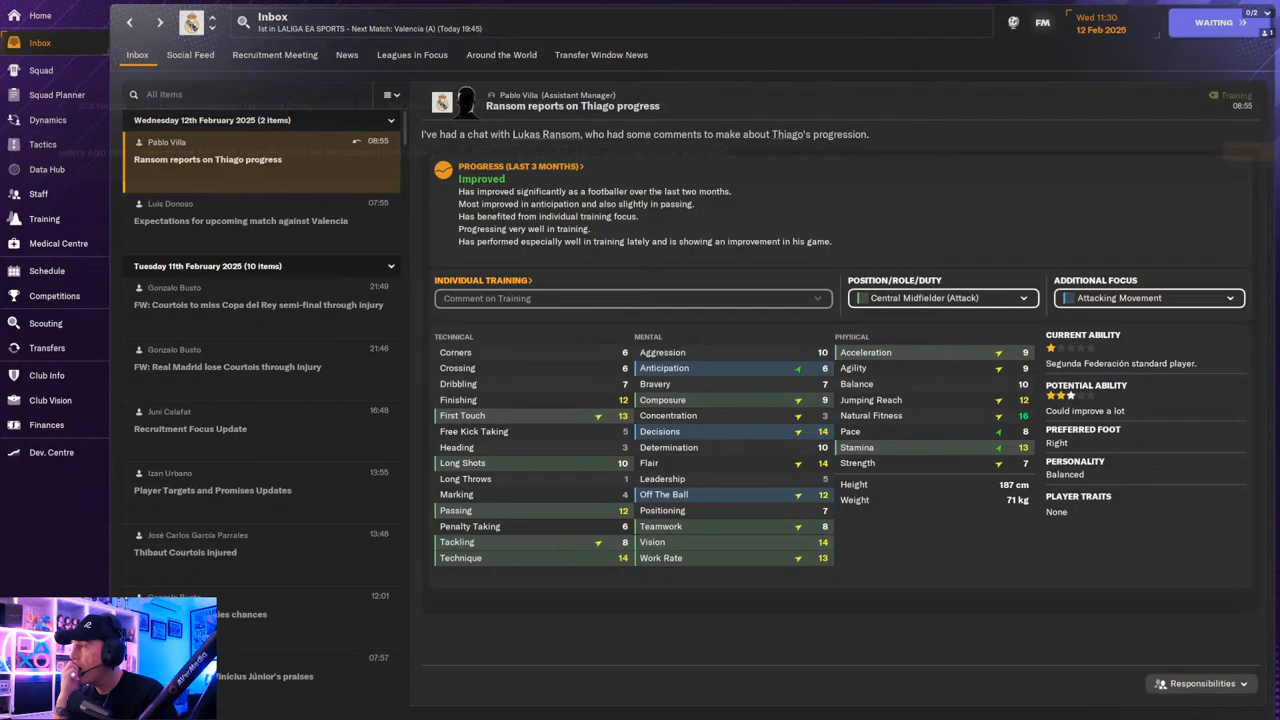 Home
Inbox
Squad
Squad Planner
Dynamics
Tactics
Data Hub
Staff
Training
Medical Centre
Schedule
Competitions
Scouting
Transfers
Club Info
Club Vision
Finances
Dev. Centre
Inbox
1st in LALIGA EA SPORTS - Next Match: Valencia (A) (Today 19:45)
FM
Wed 11:30
12 Feb 2025
WAITING
0/2
1
Inbox
Social Feed
Recruitment Meeting
News
Leagues in Focus
Around the World
Transfer Window News
All Items
Wednesday 12th February 2025 (2 items)
Pablo Villa 08:55
Ransom reports on Thiago progress
Luis Donoso 07:55
Expectations for upcoming match against Valencia
Tuesday 11th February 2025 (10 items)
Gonzalo Busto 21:49
FW: Courtois to miss Copa del Rey semi-final through injury
Gonzalo Busto 21:46
FW: Real Madrid lose Courtois through injury
Juni Calafat 16:48
Recruitment Focus Update
Izan Urbano 13:55
Player Targets and Promises Updates
José Carlos García Parrales 13:48
Thibaut Courtois injured
12:01
les chances
07:57
Vinícius Júnior's praises
Pablo Villa (Assistant Manager)
Ransom reports on Thiago progress
Training
08:55
I've had a chat with Lukas Ransom, who had some comments to make about Thiago's progression.
PROGRESS (LAST 3 MONTHS)
Improved
Has improved significantly as a footballer over the last two months.
Most improved in anticipation and also slightly in passing.
Has benefited from individual training focus.
Progressing very well in training.
Has performed especially well in training lately and is showing an improvement in his game.
INDIVIDUAL TRAINING
Comment on Training
POSITION/ROLE/DUTY
Central Midfielder (Attack)
ADDITIONAL FOCUS
Attacking Movement
TECHNICAL
Corners 6
Crossing 6
Dribbling 7
Finishing 12
First Touch 13
Free Kick Taking 5
Heading 3
Long Shots 10
Long Throws 1
Marking 4
Passing 12
Penalty Taking 6
Tackling 8
Technique 14
MENTAL
Aggression 10
Anticipation 6
Bravery 7
Composure 9
Concentration 3
Decisions 14
Determination 10
Flair 14
Leadership 5
Off The Ball 12
Positioning 7
Teamwork 8
Vision 14
Work Rate 13
PHYSICAL
Acceleration 9
Agility 9
Balance 10
Jumping Reach 12
Natural Fitness 16
Pace 8
Stamina 13
Strength 7
Height 187 cm
Weight 71 kg
CURRENT ABILITY
Segunda Federación standard player.
POTENTIAL ABILITY
Could improve a lot
PREFERRED FOOT
Right
PERSONALITY
Balanced
PLAYER TRAITS
None
Responsibilities
AVerMedia